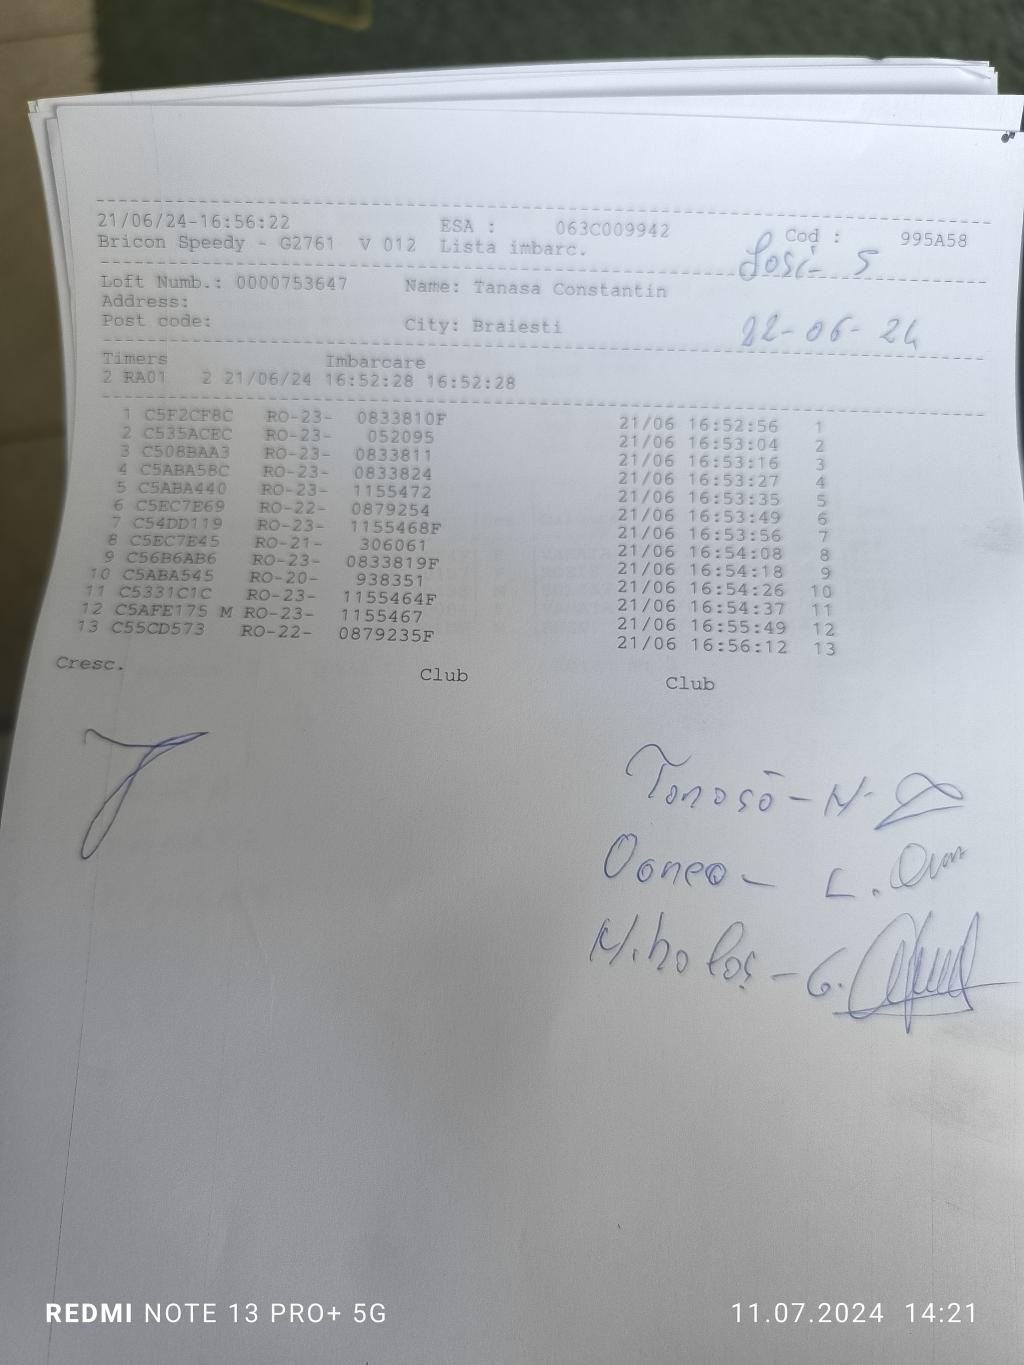 21/06/24-16:56:22 ESA : 063C009942 Cod : 995A58
Bricon Speedy - G2761 V 012 Lista imbarc.
Iosi- 5
Loft Numb.: 0000753647 Name: Tanasa Constantin
Address:
Post code: City: Braiesti
22-06-24
Timers Imbarcare
2 RA01 2 21/06/24 16:52:28 16:52:28
1 C5F2CF8C RO-23- 0833810F 21/06 16:52:56 1
2 C535ACEC RO-23- 052095 21/06 16:53:04 2
3 C508BAA3 RO-23- 0833811 21/06 16:53:16 3
4 C5ABA58C RO-23- 0833824 21/06 16:53:27 4
5 C5ABA440 RO-23- 1155472 21/06 16:53:35 5
6 C5EC7E69 RO-22- 0879254 21/06 16:53:49 6
7 C54DD119 RO-23- 1155468F 21/06 16:53:56 7
8 C5EC7E45 RO-21- 306061 21/06 16:54:08 8
9 C56B6AB6 RO-23- 0833819F 21/06 16:54:18 9
10 C5ABA545 RO-20- 938351 21/06 16:54:26 10
11 C5331C1C RO-23- 1155464F 21/06 16:54:37 11
12 C5AFE175 M RO-23- 1155467 21/06 16:55:49 12
13 C55CD573 RO-22- 0879235F 21/06 16:56:12 13
Cresc. Club Club
Tanasă - N.
Oanea - L.
Mihalaș - G.
REDMI NOTE 13 PRO+ 5G 11.07.2024 14:21